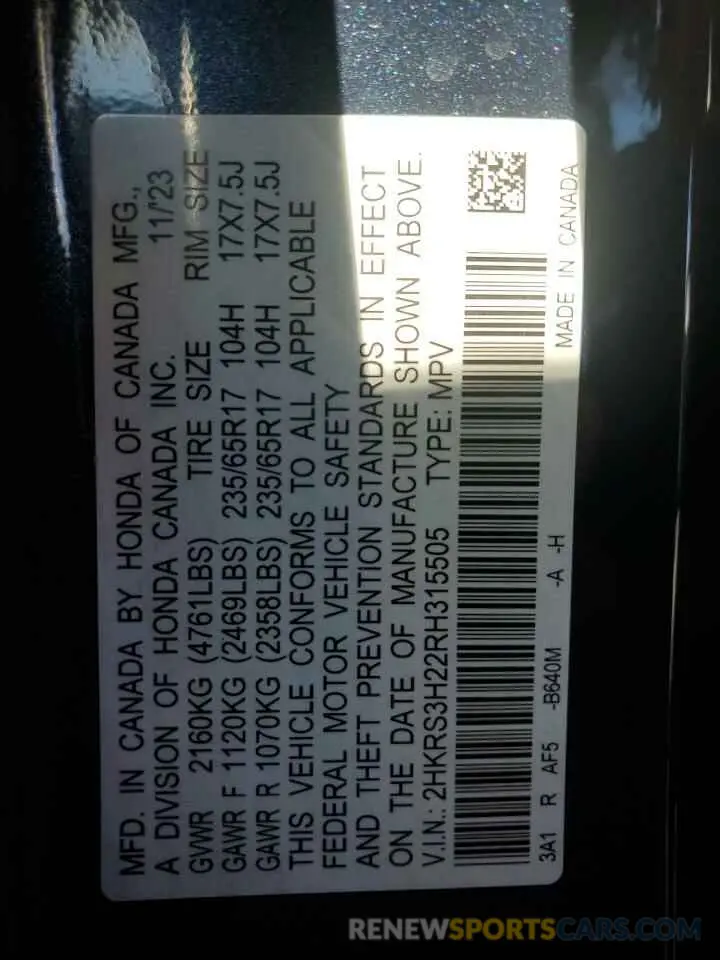 MFD. IN CANADA BY HONDA OF CANADA MFG.,
A DIVISION OF HONDA CANADA INC. 11/23
GVWR 2160KG (4761LBS) TIRE SIZE RIM SIZE
GAWR F 1120KG (2469LBS) 235/65R17 104H 17X7.5J
GAWR R 1070KG (2358LBS) 235/65R17 104H 17X7.5J
THIS VEHICLE CONFORMS TO ALL APPLICABLE
FEDERAL MOTOR VEHICLE SAFETY
AND THEFT PREVENTION STANDARDS IN EFFECT
ON THE DATE OF MANUFACTURE SHOWN ABOVE.
V.I.N.: 2HKRS3H22RH315505 TYPE: MPV
3A1 R AF5 -B640M -A -H
MADE IN CANADA
RENEWSPORTSCARS.COM